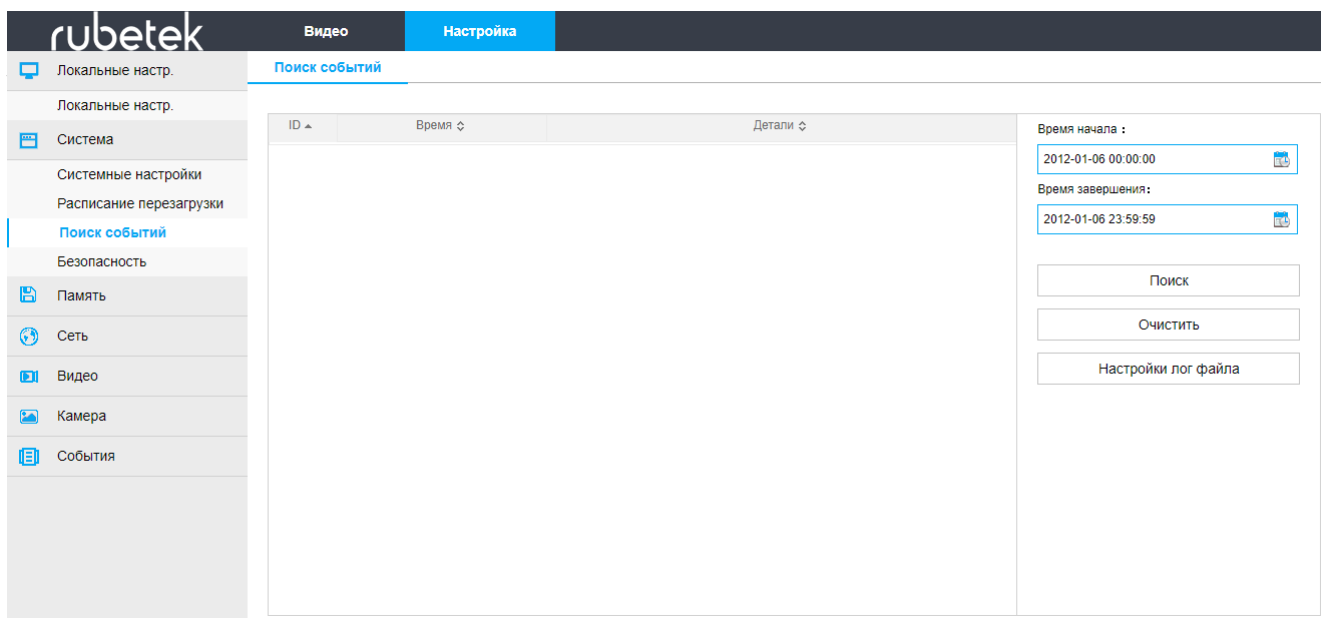 rubetek
Видео
Настройка
Локальные настр.
Локальные настр.
Система
Системные настройки
Расписание перезагрузки
Поиск событий
Безопасность
Память
Сеть
Видео
Камера
События
Поиск событий
ID Время Детали
Время начала :
2012-01-06 00:00:00
Время завершения:
2012-01-06 23:59:59
Поиск
Очистить
Настройки лог файла